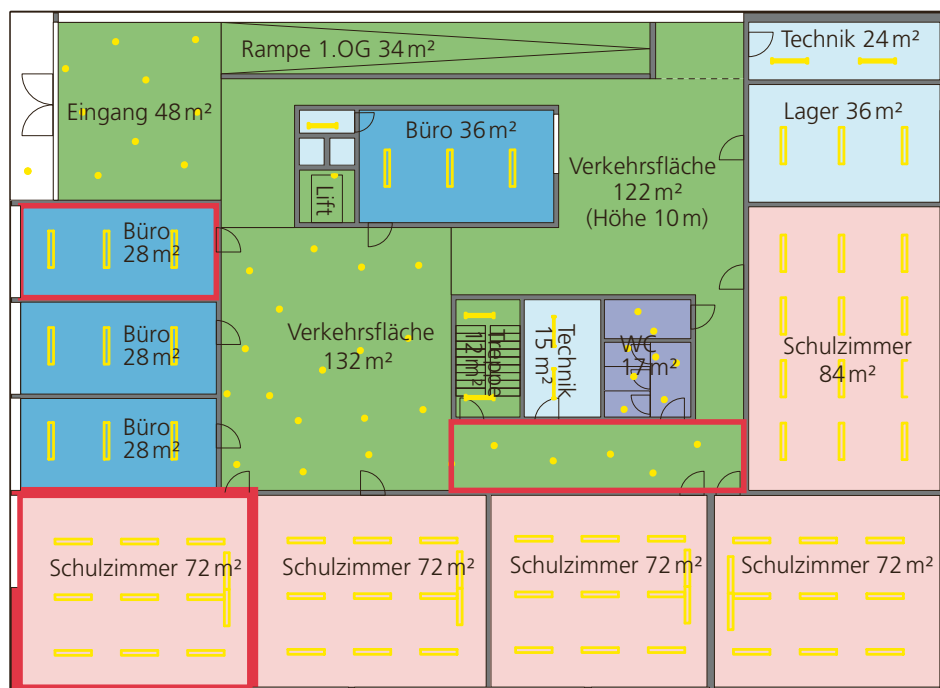 Rampe 1.OG 34 m²
Technik 24 m²
Eingang 48 m²
Büro 36 m²
Lager 36 m²
Verkehrsfläche
122 m²
(Höhe 10 m)
Lift
Büro
28 m²
Verkehrsfläche
132 m²
Büro
28 m²
Treppe
12 m²
Technik
15 m²
WC
17 m²
Schulzimmer
84 m²
Büro
28 m²
Schulzimmer 72 m²
Schulzimmer 72 m²
Schulzimmer 72 m²
Schulzimmer 72 m²